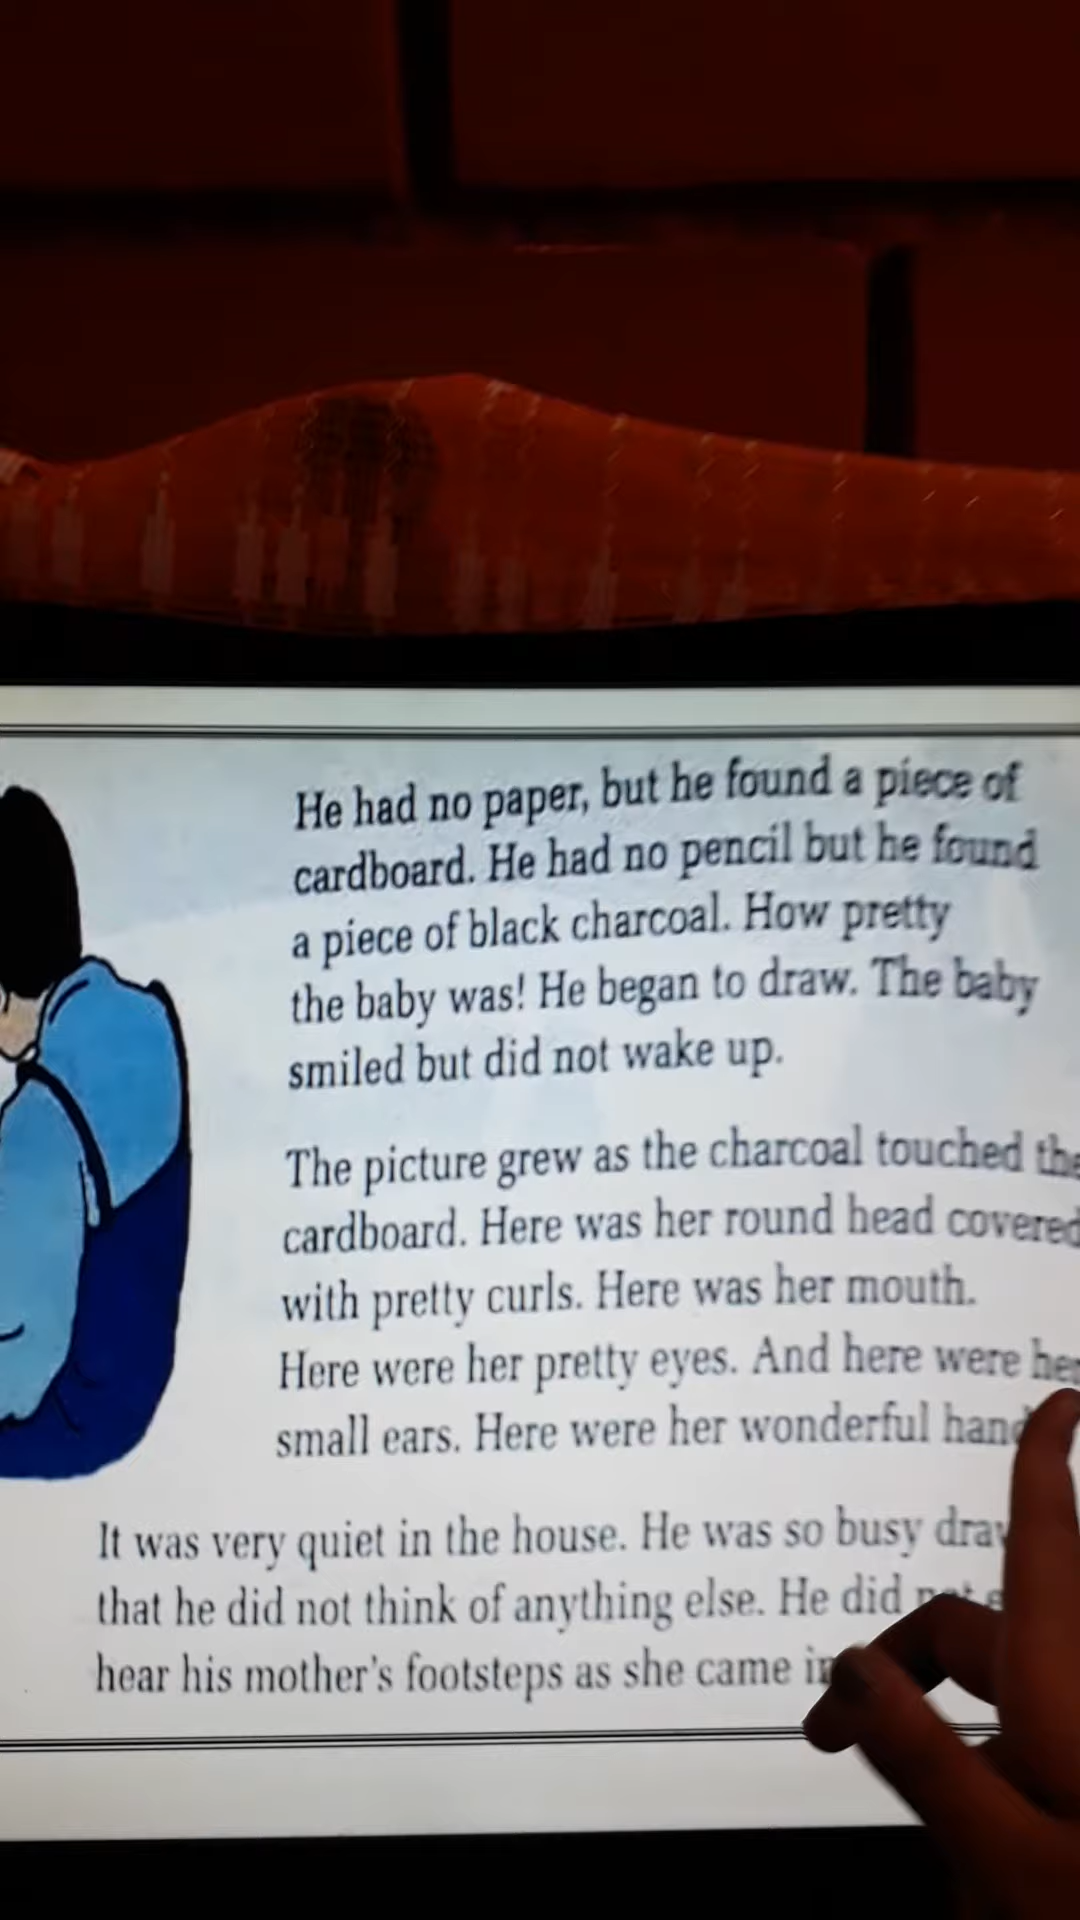 He had no paper, but he found a piece of
cardboard. He had no pencil but he found
a piece of black charcoal. How pretty
the baby was! He began to draw. The baby
smiled but did not wake up.
The picture grew as the charcoal touched the
cardboard. Here was her round head covered
with pretty curls. Here was her mouth.
Here were her pretty eyes. And here were her
small ears. Here were her wonderful
It was very quiet in the house. He was so busy
that he did not think of anything else. He did
hear his mother's footsteps as she came